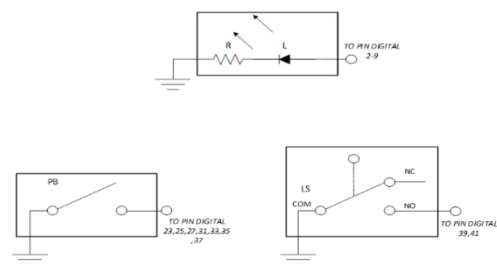 R L
TO PIN DIGITAL
2-9
PB
TO PIN DIGITAL
23,25,27,31,33,35
,37
LS
COM
NC
NO
TO PIN DIGITAL
39,41